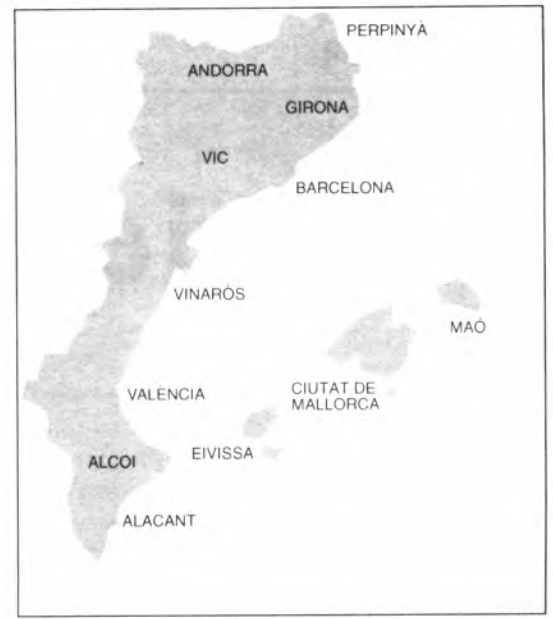 PERPINYÀ
ANDORRA
GIRONA
VIC
BARCELONA
VINARÒS
MAÓ
CIUTAT DE
MALLORCA
VALÈNCIA
EIVISSA
ALCOI
ALACANT